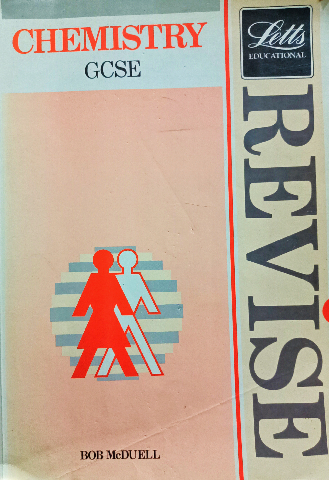 CHEMISTRY
GCSE
Letts
EDUCATIONAL
REVISE
BOB McDUELL